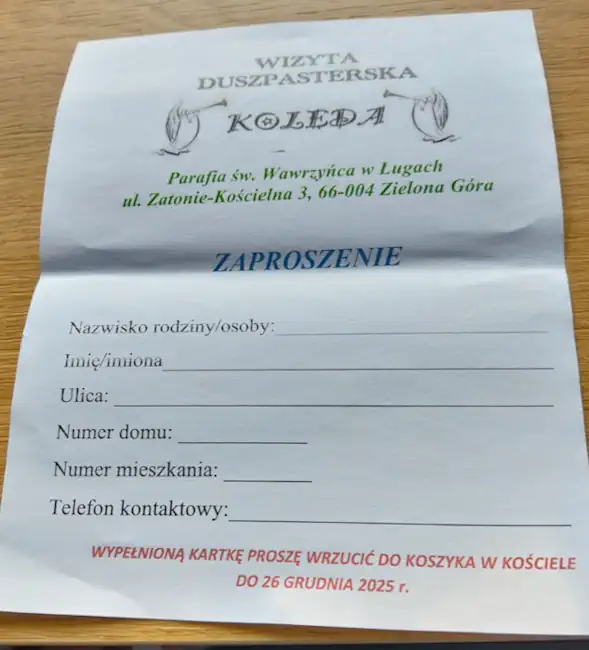 WIZYTA
DUSZPASTERSKA
KOLĘDA
Parafia św. Wawrzyńca w Ługach
ul. Zatonie-Kościelna 3, 66-004 Zielona Góra
ZAPROSZENIE
Nazwisko rodziny/osoby:
Imię/imiona
Ulica:
Numer domu:
Numer mieszkania:
Telefon kontaktowy:
WYPEŁNIONĄ KARTKĘ PROSZĘ WRZUCIĆ DO KOSZYKA W KOŚCIELE
DO 26 GRUDNIA 2025 r.